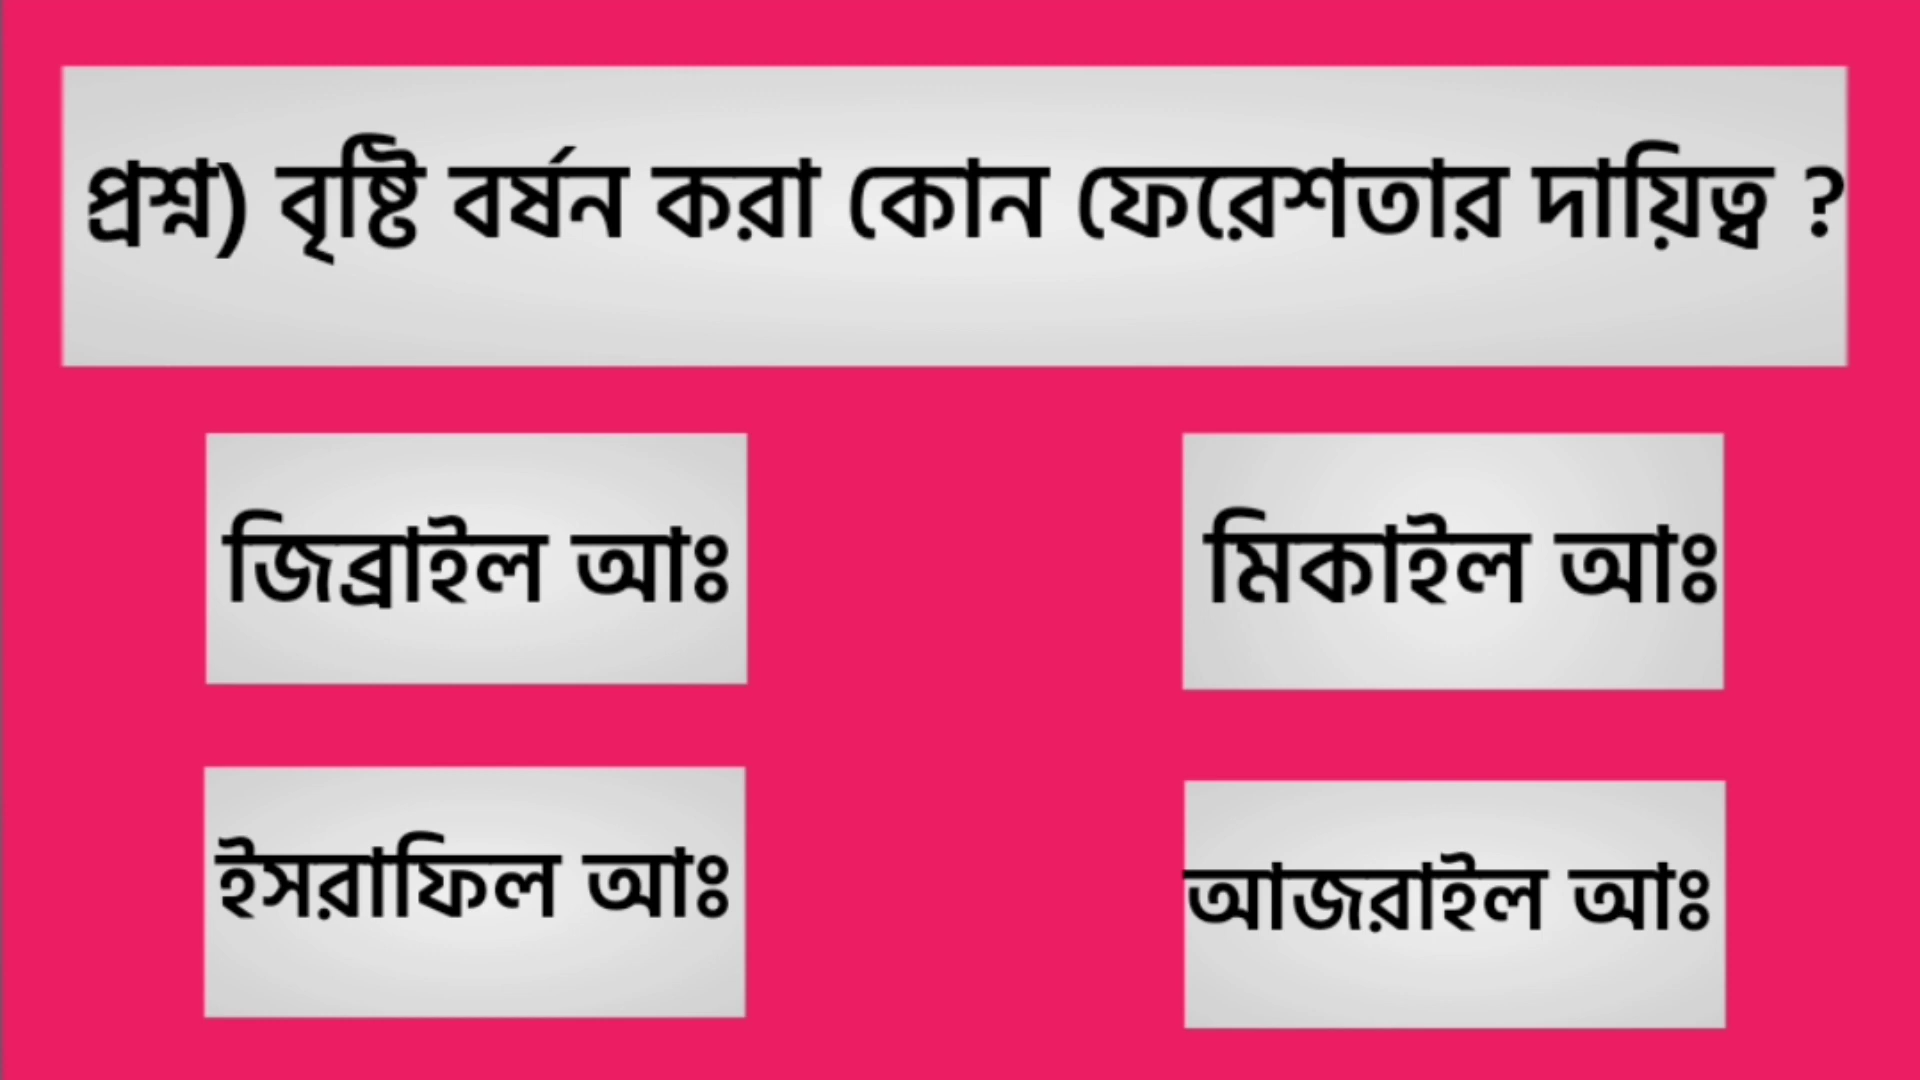 প্রশ্ন) বৃষ্টি বর্ষন করা কোন ফেরেশতার দায়িত্ব ?
জিব্রাইল আঃ
মিকাইল আঃ
ইসরাফিল আঃ
আজরাইল আঃ